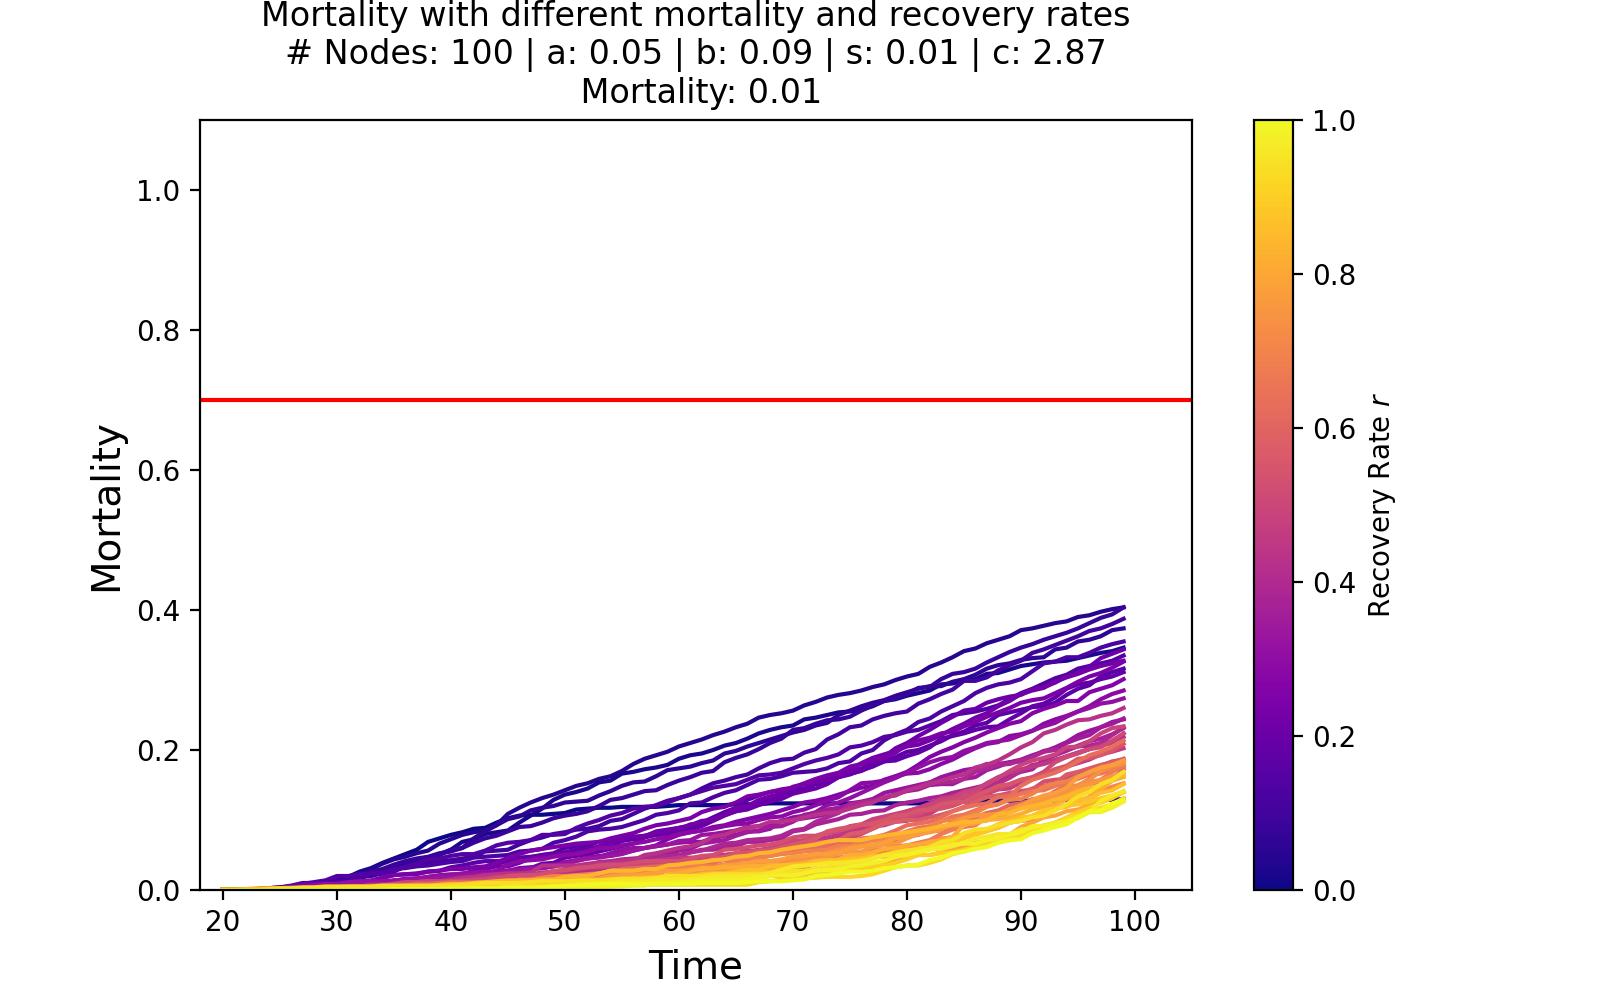 Mortality with different mortality and recovery rates
# Nodes: 100 | a: 0.05 | b: 0.09 | s: 0.01 | c: 2.87
Mortality: 0.01
1.0
0.8
0.6
0.4
0.2
0.0
Mortality
20 30 40 50 60 70 80 90 100
Time
1.0
0.8
0.6
0.4
0.2
0.0
Recovery Rate r